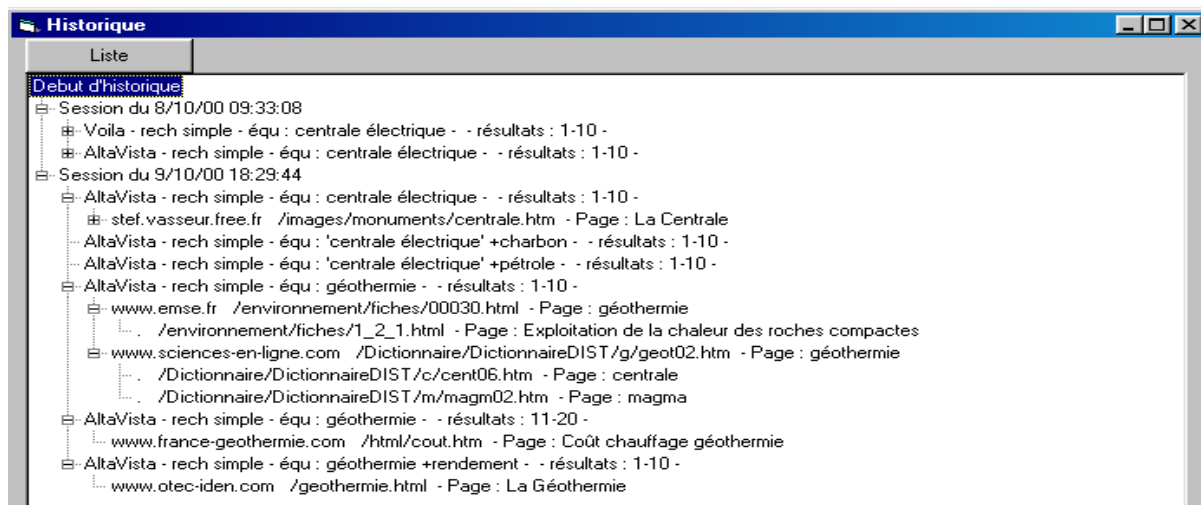 Historique
Liste
Debut d'historique
Session du 8/10/00 09:33:08
Voila - rech simple - équ : centrale électrique - - résultats : 1-10 -
AltaVista - rech simple - équ : centrale électrique - - résultats : 1-10 -
Session du 9/10/00 18:29:44
AltaVista - rech simple - équ : centrale électrique - - résultats : 1-10 -
stef.vasseur.free.fr /images/monuments/centrale.htm - Page : La Centrale
AltaVista - rech simple - équ : 'centrale électrique' +charbon - - résultats : 1-10 -
AltaVista - rech simple - équ : 'centrale électrique' +pétrole - - résultats : 1-10 -
AltaVista - rech simple - équ : géothermie - - résultats : 1-10 -
www.emse.fr /environnement/fiches/00030.html - Page : géothermie
. /environnement/fiches/1_2_1.html - Page : Exploitation de la chaleur des roches compactes
www.sciences-en-ligne.com /Dictionnaire/DictionnaireDIST/g/geot02.htm - Page : géothermie
. /Dictionnaire/DictionnaireDIST/c/cent06.htm - Page : centrale
. /Dictionnaire/DictionnaireDIST/m/magm02.htm - Page : magma
AltaVista - rech simple - équ : géothermie - - résultats : 11-20 -
www.france-geothermie.com /html/cout.htm - Page : Coût chauffage géothermie
AltaVista - rech simple - équ : géothermie +rendement - - résultats : 1-10 -
www.otec-iden.com /geothermie.html - Page : La Géothermie